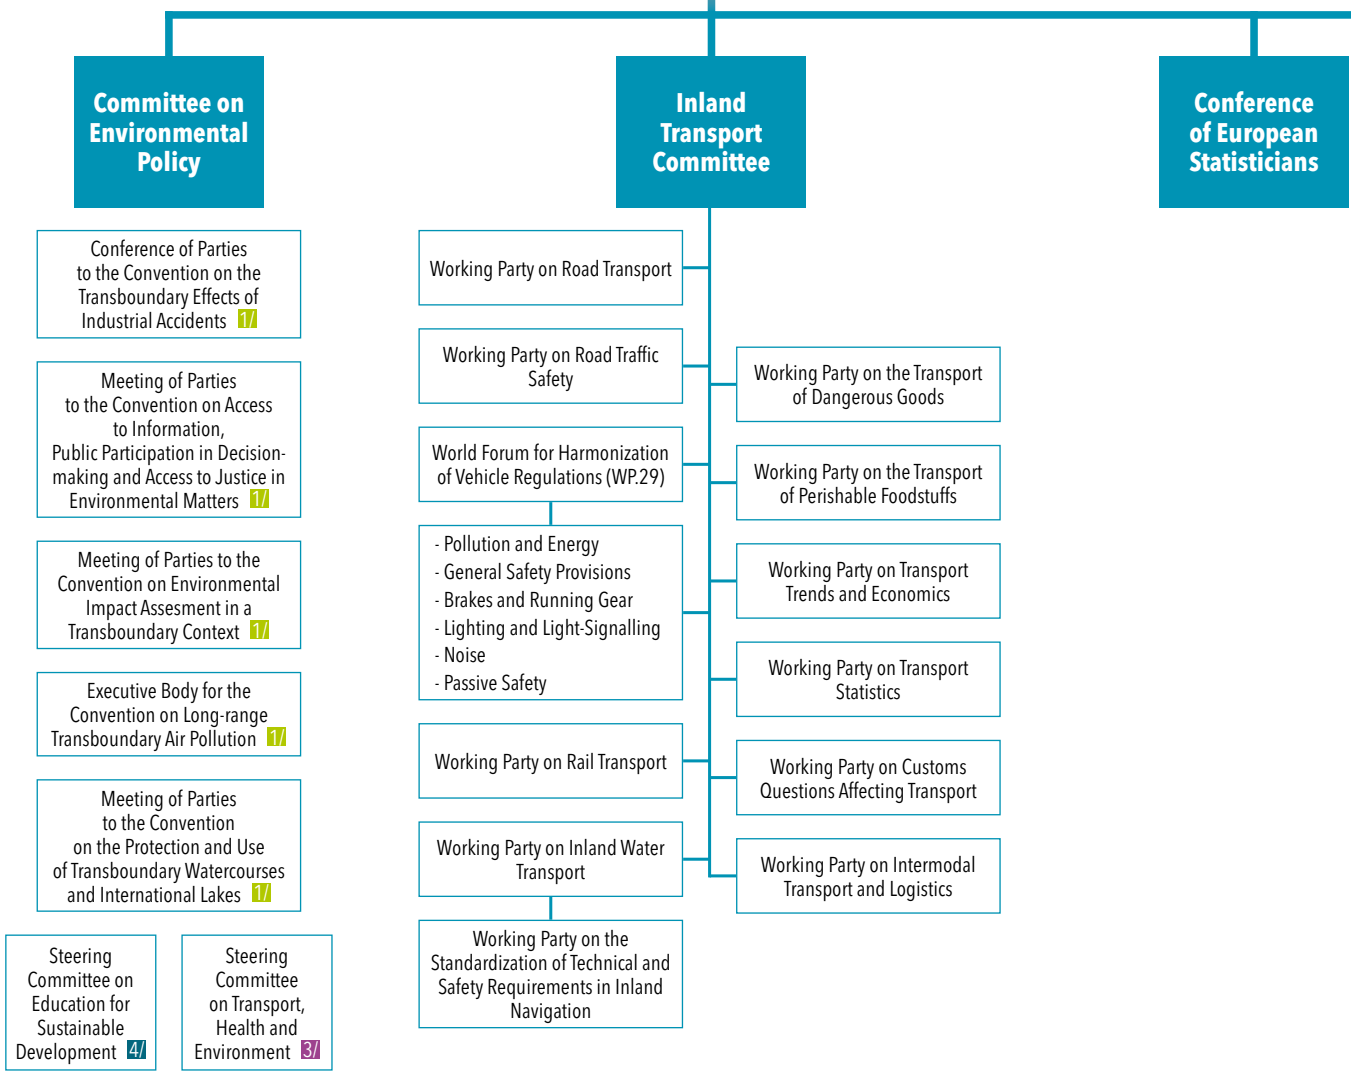 Committee on
Environmental
Policy
Inland
Transport
Committee
Conference
of European
Statisticians
Conference of Parties
to the Convention on the
Transboundary Effects of
Industrial Accidents 1/
Meeting of Parties
to the Convention on Access
to Information,
Public Participation in Decision-
making and Access to Justice in
Environmental Matters 1/
Meeting of Parties to the
Convention on Environmental
Impact Assesment in a
Transboundary Context 1/
Executive Body for the
Convention on Long-range
Transboundary Air Pollution 1/
Meeting of Parties
to the Convention
on the Protection and Use
of Transboundary Watercourses
and International Lakes 1/
Steering
Committee on
Education for
Sustainable
Development 4/
Steering
Committee
on Transport,
Health and
Environment 3/
Working Party on Road Transport
Working Party on Road Traffic
Safety
World Forum for Harmonization
of Vehicle Regulations (WP.29)
- Pollution and Energy
- General Safety Provisions
- Brakes and Running Gear
- Lighting and Light-Signalling
- Noise
- Passive Safety
Working Party on Rail Transport
Working Party on Inland Water
Transport
Working Party on the
Standardization of Technical and
Safety Requirements in Inland
Navigation
Working Party on the Transport
of Dangerous Goods
Working Party on the Transport
of Perishable Foodstuffs
Working Party on Transport
Trends and Economics
Working Party on Transport
Statistics
Working Party on Customs
Questions Affecting Transport
Working Party on Intermodal
Transport and Logistics